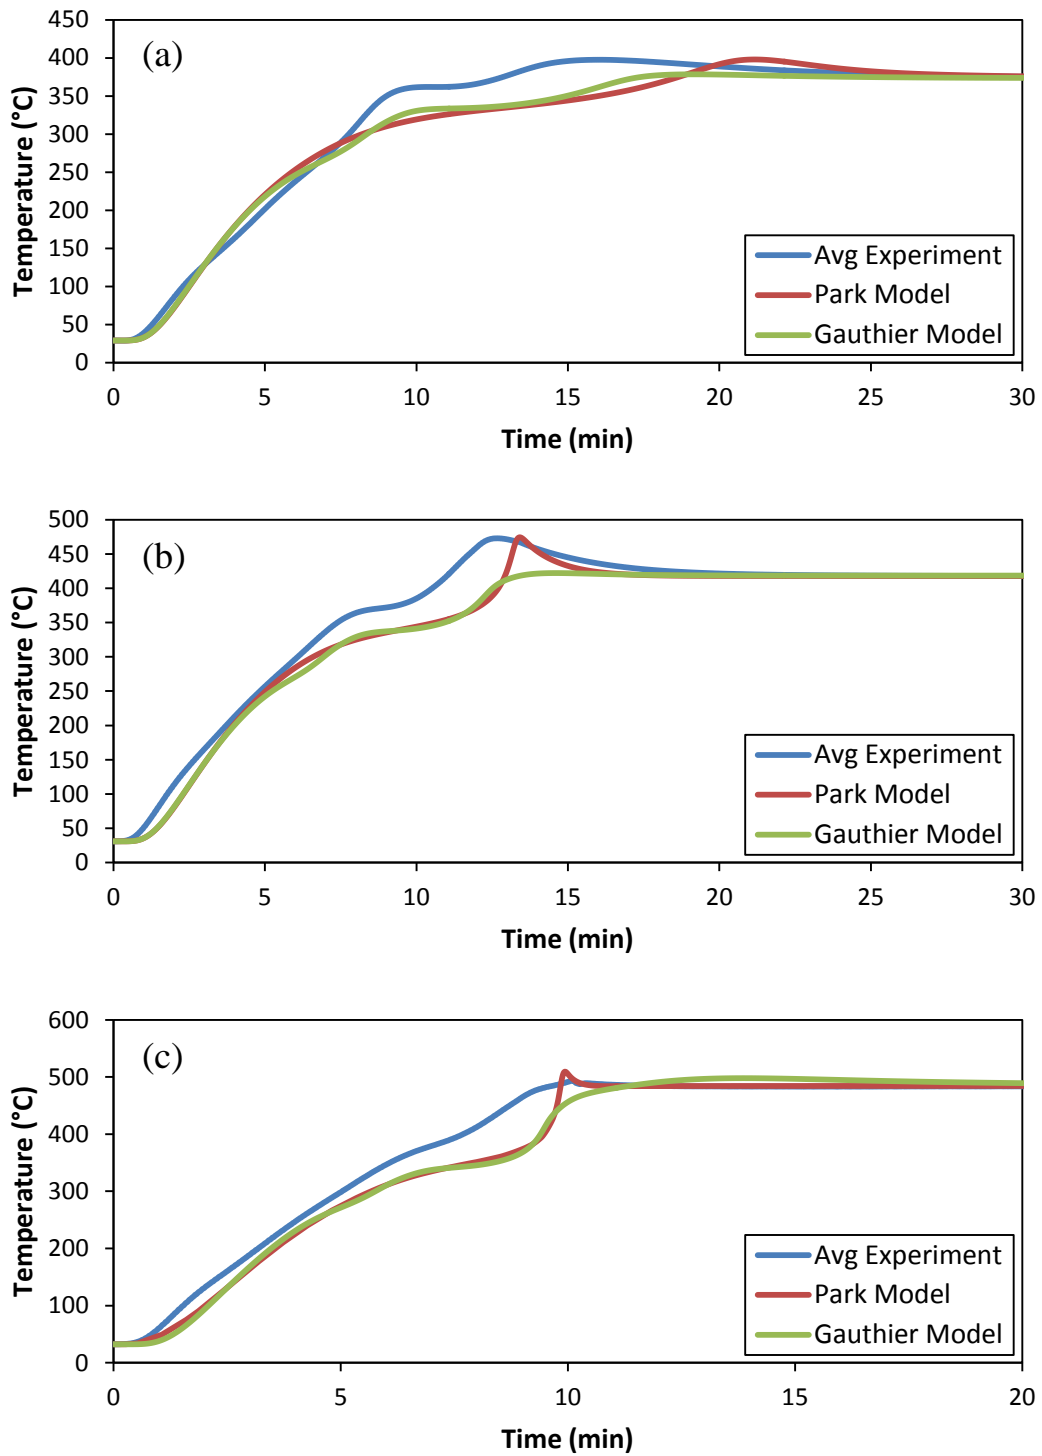 (a)
Temperature (°C)
450
400
350
300
250
200
150
100
50
0
Avg Experiment
Park Model
Gauthier Model
0 5 10 15 20 25 30
Time (min)
(b)
Temperature (°C)
500
450
400
350
300
250
200
150
100
50
0
Avg Experiment
Park Model
Gauthier Model
0 5 10 15 20 25 30
Time (min)
(c)
Temperature (°C)
600
500
400
300
200
100
0
Avg Experiment
Park Model
Gauthier Model
0 5 10 15 20
Time (min)